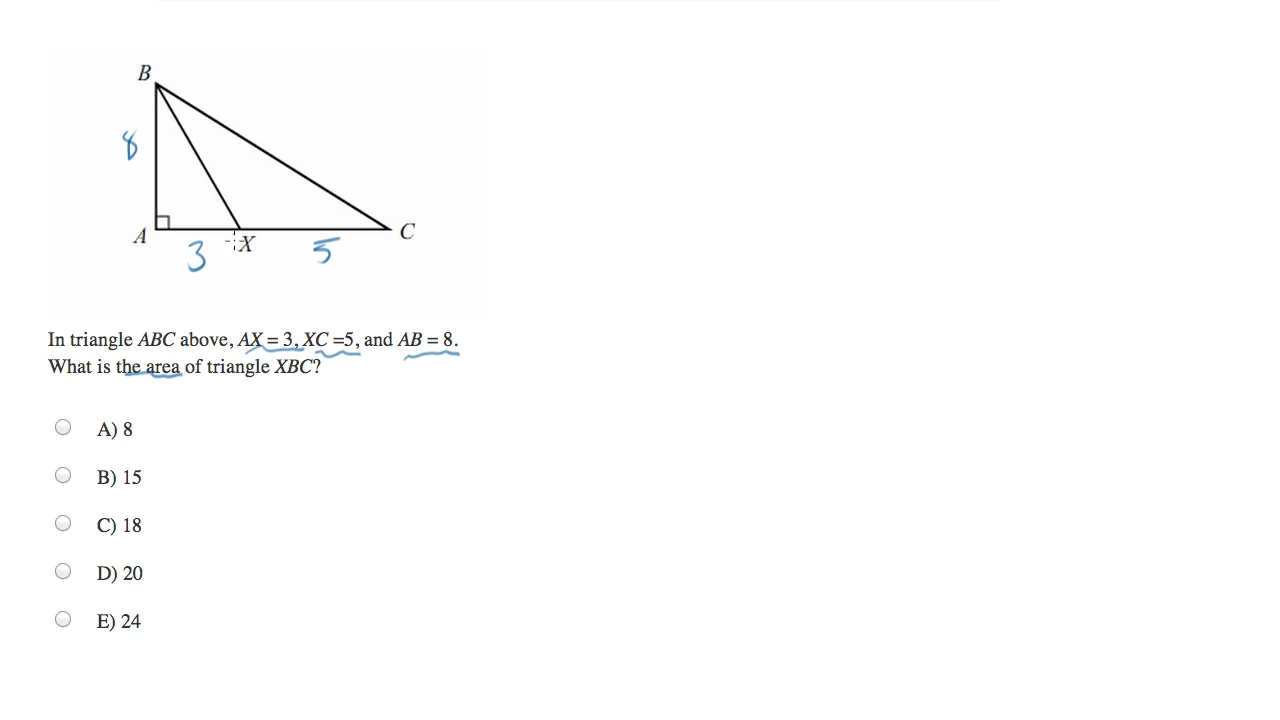 B
8
A
3
X
5
C
In triangle ABC above, AX = 3, XC =5, and AB = 8.
What is the area of triangle XBC?
A) 8
B) 15
C) 18
D) 20
E) 24